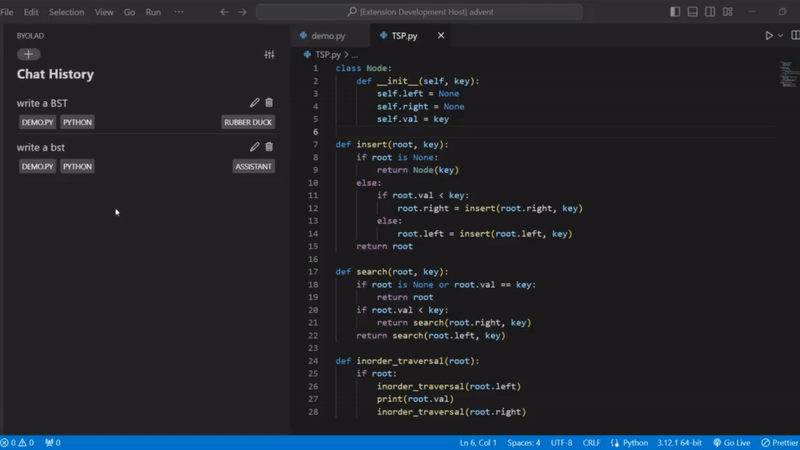 File Edit Selection View Go Run ··· [Extension Development Host] advent
BYOLAD
Chat History
write a BST
DEMO.PY PYTHON RUBBER DUCK
write a bst
DEMO.PY PYTHON ASSISTANT
demo.py TSP.py
TSP.py > ...
1 class Node:
2 def __init__(self, key):
3 self.left = None
4 self.right = None
5 self.val = key
6
7 def insert(root, key):
8 if root is None:
9 return Node(key)
10 else:
11 if root.val < key:
12 root.right = insert(root.right, key)
13 else:
14 root.left = insert(root.left, key)
15 return root
16
17 def search(root, key):
18 if root is None or root.val == key:
19 return root
20 if root.val < key:
21 return search(root.right, key)
22 return search(root.left, key)
23
24 def inorder_traversal(root):
25 if root:
26 inorder_traversal(root.left)
27 print(root.val)
28 inorder_traversal(root.right)
0 0 0 Ln 6, Col 1 Spaces: 4 UTF-8 CRLF Python 3.12.1 64-bit Go Live Prettier